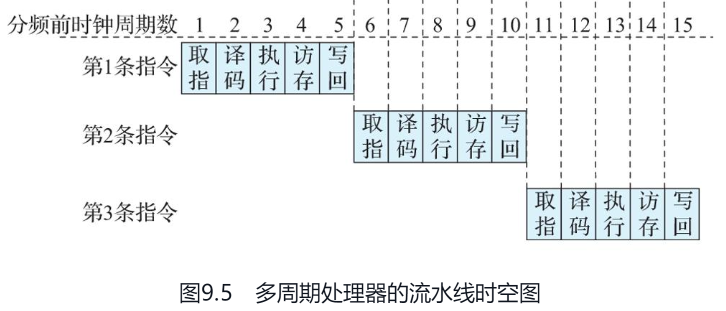 分频前时钟周期数 1 2 3 4 5 6 7 8 9 10 11 12 13 14 15
第1条指令 取指 译码 执行 访存 写回
第2条指令 取指 译码 执行 访存 写回
第3条指令 取指 译码 执行 访存 写回
图9.5 多周期处理器的流水线时空图